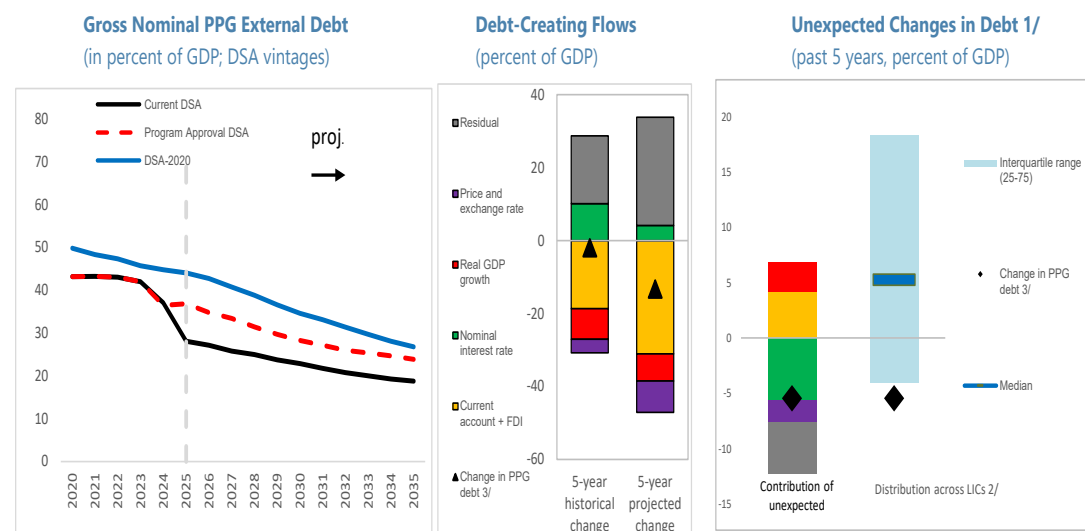 Gross Nominal PPG External Debt
(in percent of GDP; DSA vintages)
Current DSA
Program Approval DSA
DSA-2020
proj.
80
70
60
50
40
30
20
10
0
2020
2021
2022
2023
2024
2025
2026
2027
2028
2029
2030
2031
2032
2033
2034
2035
Debt-Creating Flows
(percent of GDP)
Residual
Price and
exchange rate
Real GDP
growth
Nominal
interest rate
Current
account + FDI
Change in PPG
debt 3/
40
20
0
-20
-40
-60
5-year
historical
change
5-year
projected
change
Unexpected Changes in Debt 1/
(past 5 years, percent of GDP)
20
15
10
5
0
-5
-10
-15
Interquartile range
(25-75)
Change in PPG
debt 3/
Median
Contribution of
unexpected
Distribution across LICs 2/